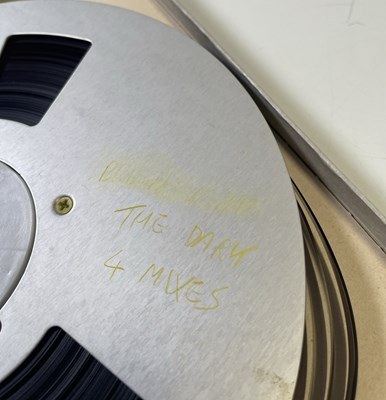 THE DARK
4 MIXES